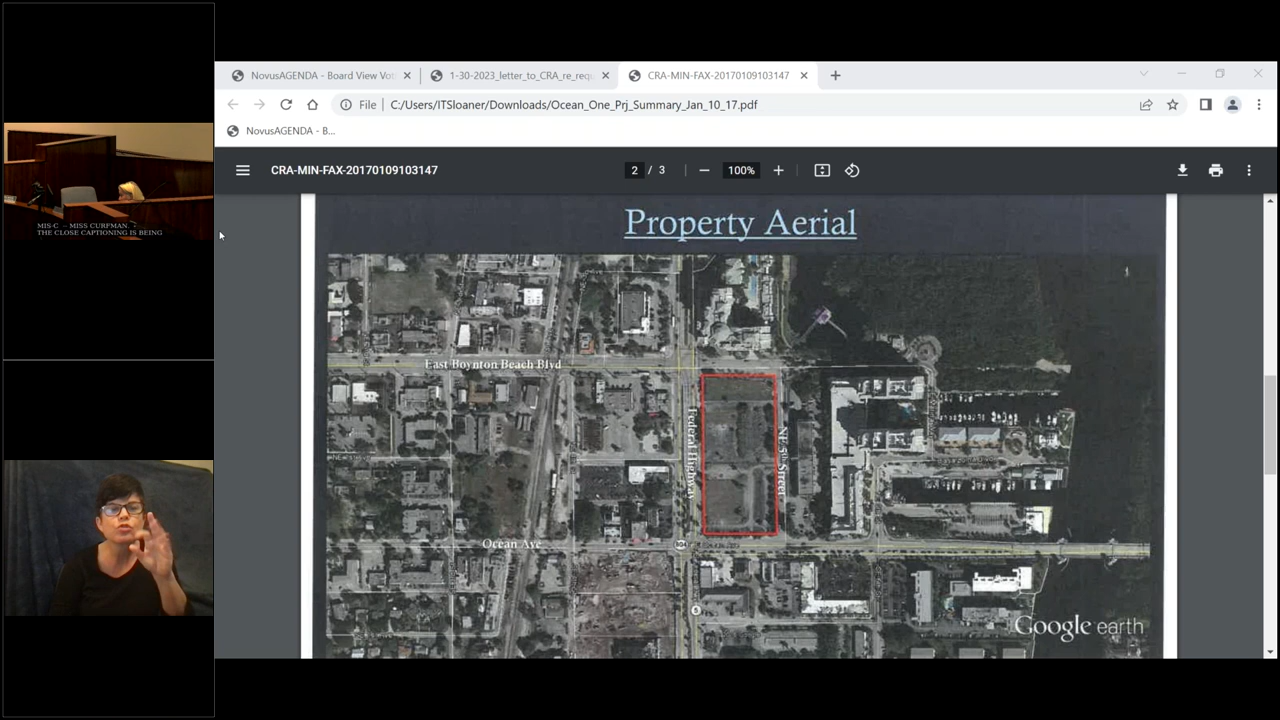 NovusAGENDA - Board View Vot
1-30-2023_letter_to_CRA_re_requ
CRA-MIN-FAX-20170109103147
File
C:/Users/ITSloaner/Downloads/Ocean_One_Prj_Summary_Jan_10_17.pdf
NovusAGENDA - B...
CRA-MIN-FAX-20170109103147
2 / 3
100%
Property Aerial
East Boynton Beach Blvd
Federal Highway
NE 5th Street
Ocean Ave
Google earth
MIS-C -- MISS CURFMAN. -
THE CLOSE CAPTIONING IS BEING